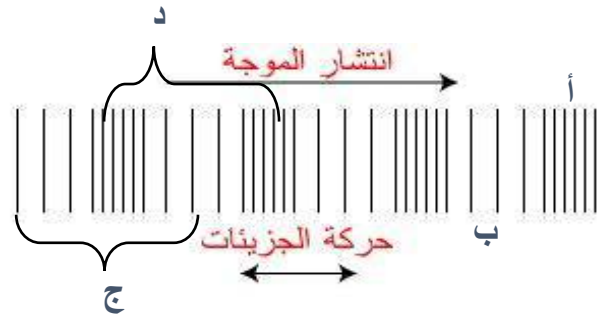 د
انتشار الموجة
أ
ب
حركة الجزيئات
ج